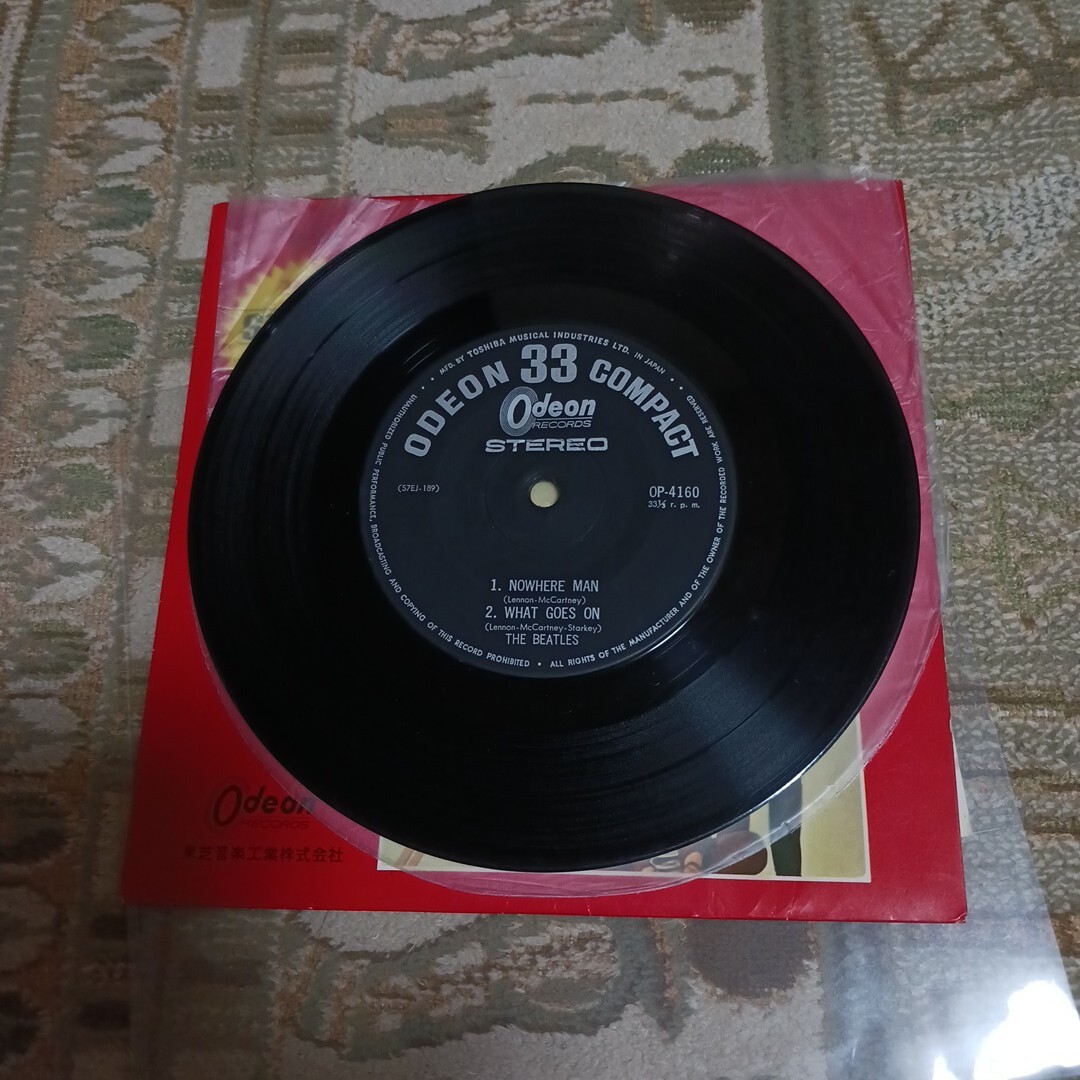 • MFD. BY TOSHIBA MUSICAL INDUSTRIES LTD. IN JAPAN •
ODEON 33 COMPACT
Odeon
RECORDS
STEREO
(S7EJ-189)
OP-4160
33⅓ r. p. m.
1. NOWHERE MAN
(Lennon-McCartney)
2. WHAT GOES ON
(Lennon-McCartney-Starkey)
THE BEATLES
UNAUTHORIZED PUBLIC PERFORMANCE, BROADCASTING AND COPYING OF THIS RECORD PROHIBITED • ALL RIGHTS OF THE MANUFACTURER AND OF THE OWNER OF THE RECORDED WORK ARE RESERVED
Odeon
RECORDS
東芝音楽工業株式会社